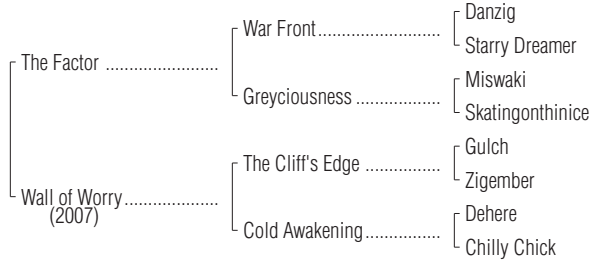 Danzig
War Front..........................
Starry Dreamer
The Factor ........................
Miswaki
Greyciousness ..................
Skatingonthinice
Gulch
The Cliff's Edge ................
Zigember
Wall of Worry....................
(2007)
Dehere
Cold Awakening................
Chilly Chick